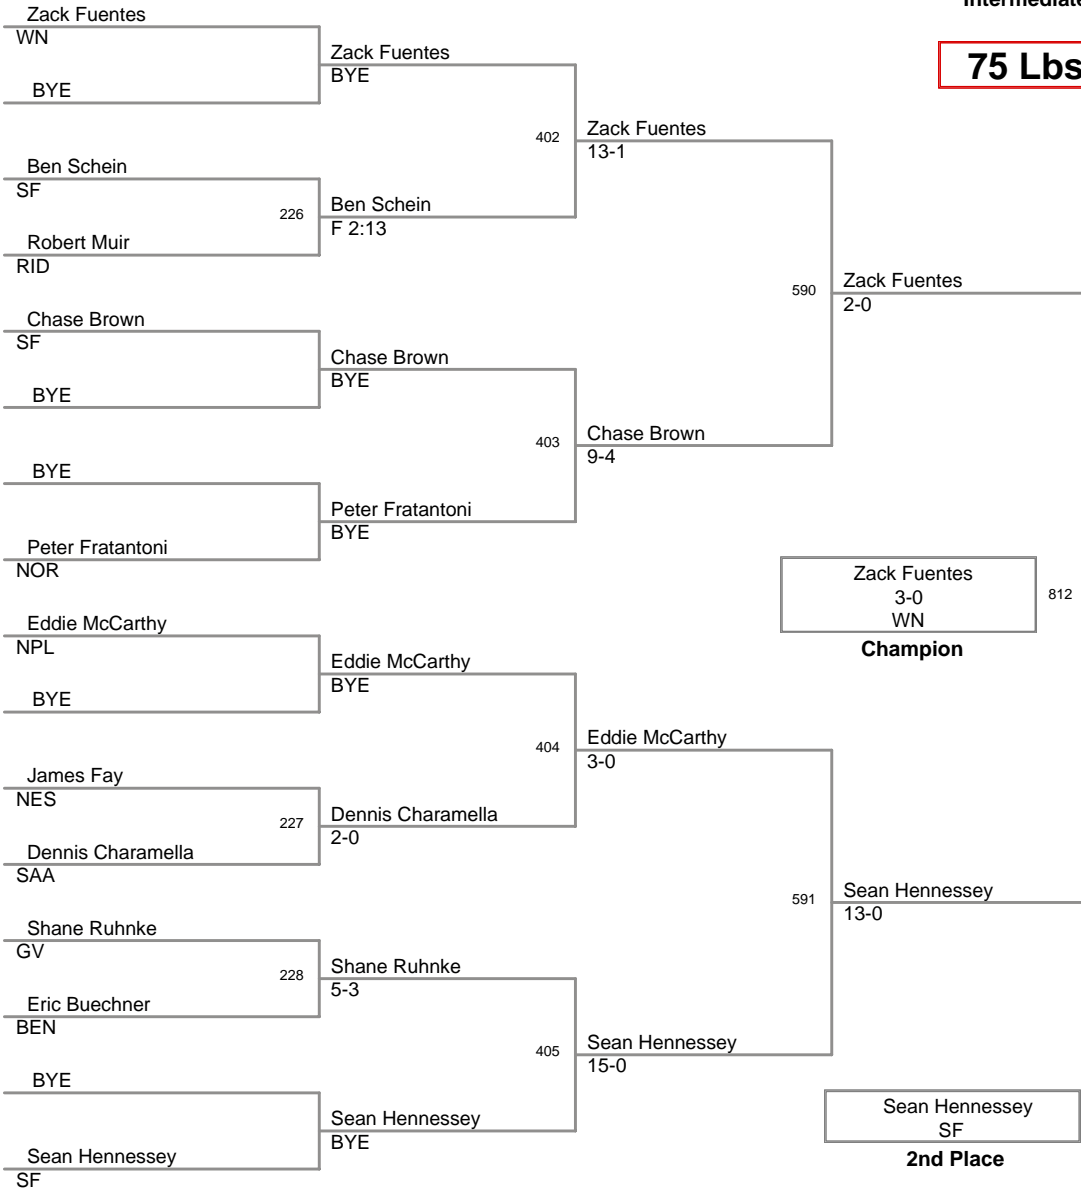 Intermediate
75 Lbs
Zack Fuentes
WN
BYE
Ben Schein
SF
226
Robert Muir
RID
Chase Brown
SF
BYE
BYE
Peter Fratantoni
NOR
Eddie McCarthy
NPL
BYE
James Fay
NES
227
Dennis Charamella
SAA
Shane Ruhnke
GV
228
Eric Buechner
BEN
BYE
Sean Hennessey
SF
Zack Fuentes
BYE
402
Ben Schein
F 2:13
Chase Brown
BYE
403
Peter Fratantoni
BYE
Eddie McCarthy
BYE
404
Dennis Charamella
2-0
Shane Ruhnke
5-3
405
Sean Hennessey
BYE
Zack Fuentes
13-1
590
Chase Brown
9-4
Eddie McCarthy
3-0
591
Sean Hennessey
15-0
Zack Fuentes
2-0
Zack Fuentes
3-0
WN
812
Champion
Sean Hennessey
13-0
Sean Hennessey
SF
2nd Place